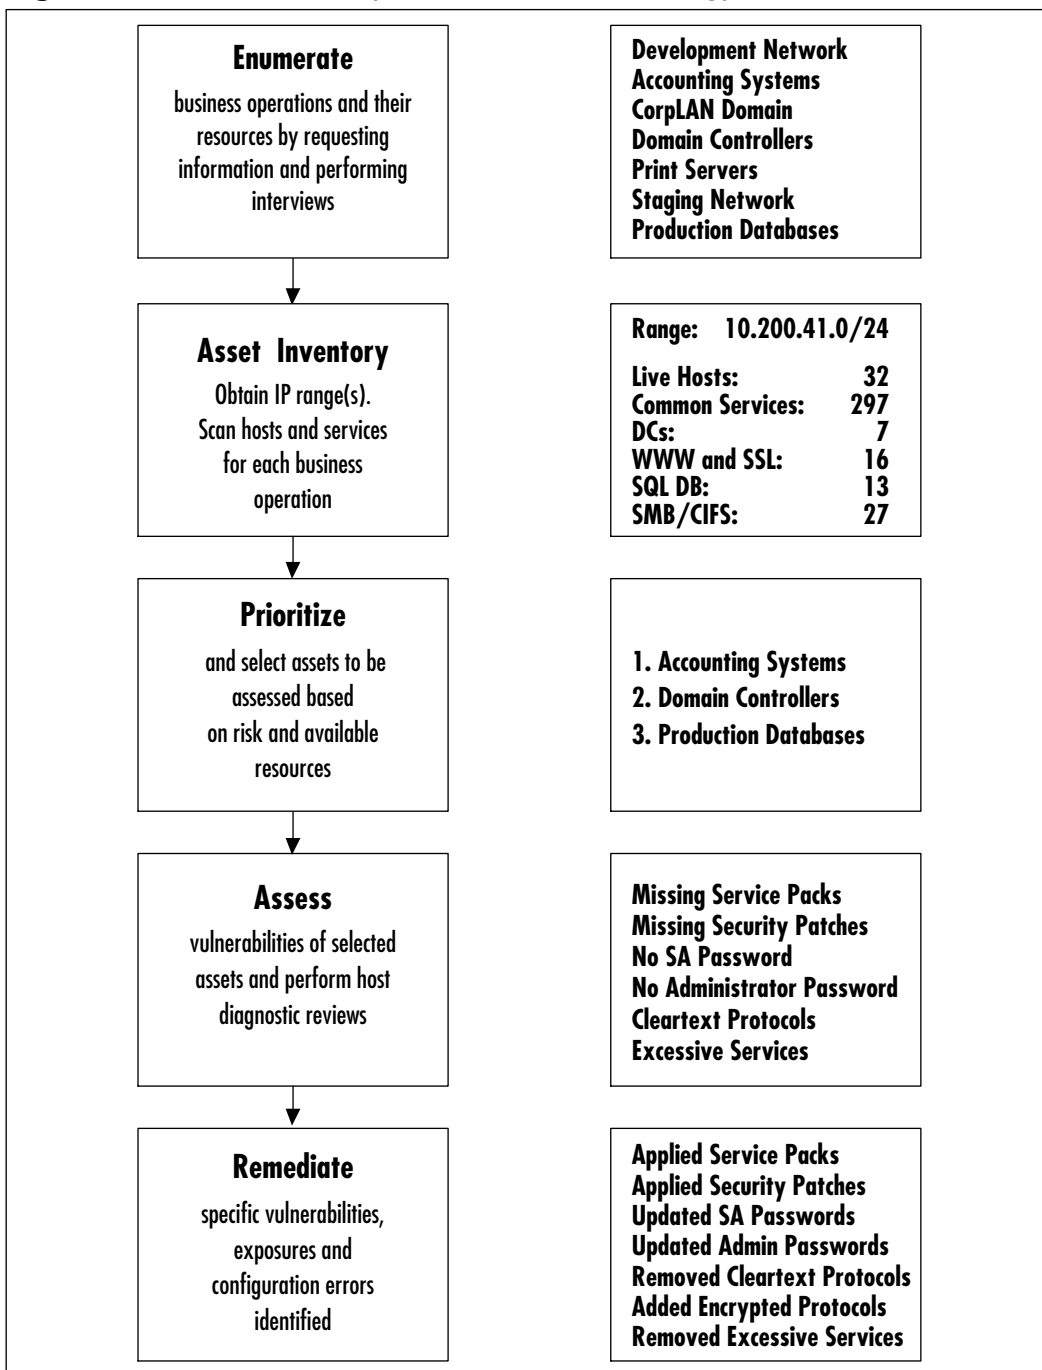 Enumerate
business operations and their
resources by requesting
information and performing
interviews
Development Network
Accounting Systems
CorpLAN Domain
Domain Controllers
Print Servers
Staging Network
Production Databases
Asset Inventory
Obtain IP range(s).
Scan hosts and services
for each business
operation
Range: 10.200.41.0/24
Live Hosts: 32
Common Services: 297
DCs: 7
WWW and SSL: 16
SQL DB: 13
SMB/CIFS: 27
Prioritize
and select assets to be
assessed based
on risk and available
resources
1. Accounting Systems
2. Domain Controllers
3. Production Databases
Assess
vulnerabilities of selected
assets and perform host
diagnostic reviews
Missing Service Packs
Missing Security Patches
No SA Password
No Administrator Password
Cleartext Protocols
Excessive Services
Remediate
specific vulnerabilities,
exposures and
configuration errors
identified
Applied Service Packs
Applied Security Patches
Updated SA Passwords
Updated Admin Passwords
Removed Cleartext Protocols
Added Encrypted Protocols
Removed Excessive Services